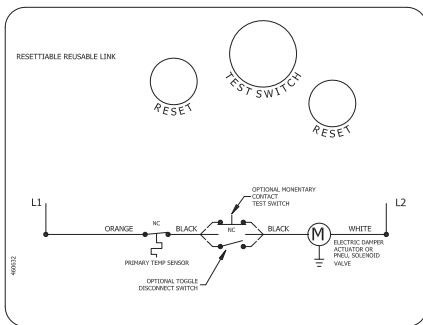 RESETTIABLE REUSABLE LINK
RESET
TEST SWITCH
RESET
L1
L2
OPTIONAL MONENTARY
CONTACT
TEST SWITCH
ORANGE
NC
BLACK
NC
BLACK
M
WHITE
PRIMARY TEMP SENSOR
ELECTRIC DAMPER
ACTUATOR OR
PNEU. SOLENOID
VALVE
OPTIONAL TOGGLE
DISCONNECT SWITCH
460632